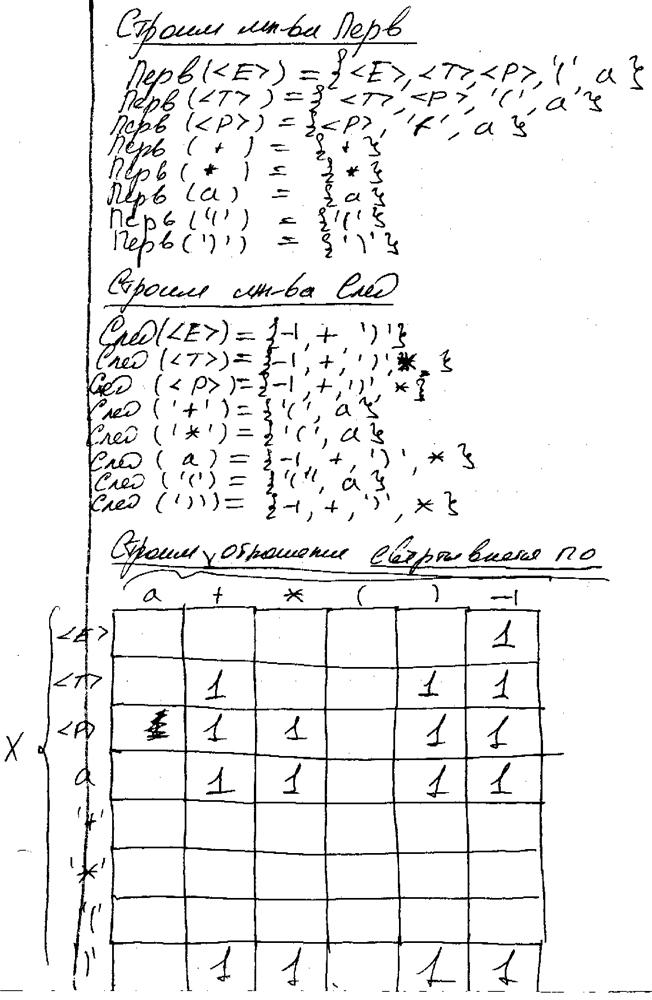 Строим мн-ва Перв
Перв (<E>) = {<E>, <T>, <P>, '(', a }
Перв (<T>) = { <T>, <P>, '(', a }
Перв (<P>) = {<P>, '(', a }
Перв ( + ) = { + }
Перв ( * ) = { * }
Перв (a) = {a}
Перв ('(') = {'('}
Перв (')') = {')'}
Строим мн-ва След
След(<E>) = {⊣, +, ')'}
След (<T>) = {⊣, +, ')', * }
След (<P>) = {⊣, +, ')', *}
След ('+') = {'(', a}
След ('*') = {'(', a}
След (a) = {⊣, +, ')', * }
След ('(') = {'(', a}
След (')') = {⊣, +, ')', * }
Строим отношение свертывается по
a + * ( ) ⊣
<E> 1
<T> 1 1 1
<P> 1 1 1 1
X
a 1 1 1 1
'+'
'*'
'('
')' 1 1 1 1